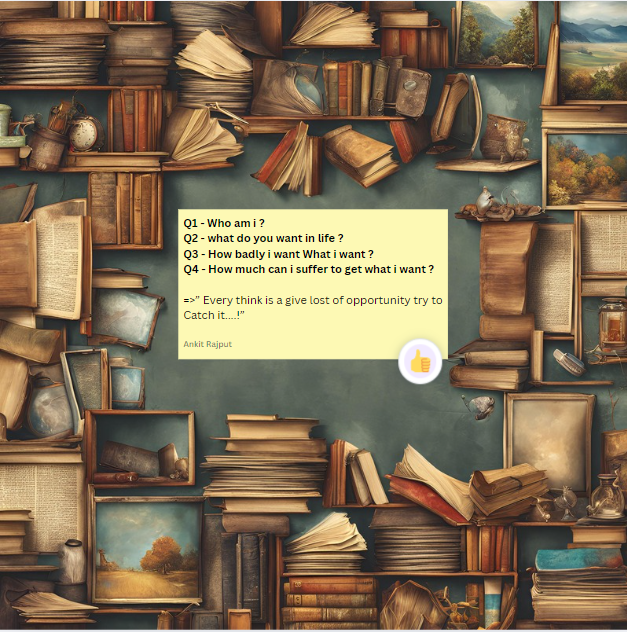 Q1 - Who am i ?
Q2 - what do you want in life ?
Q3 - How badly i want What i want ?
Q4 - How much can i suffer to get what i want ?
=>" Every think is a give lost of opportunity try to
Catch it....!"
Ankit Rajput